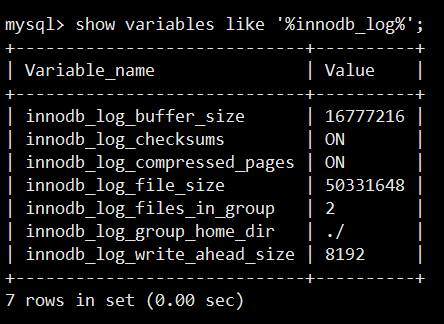 mysql> show variables like '%innodb_log%';
+-----------------------------+----------+
| Variable_name               | Value    |
+-----------------------------+----------+
| innodb_log_buffer_size      | 16777216 |
| innodb_log_checksums        | ON       |
| innodb_log_compressed_pages | ON       |
| innodb_log_file_size        | 50331648 |
| innodb_log_files_in_group   | 2        |
| innodb_log_group_home_dir   | ./       |
| innodb_log_write_ahead_size | 8192     |
+-----------------------------+----------+
7 rows in set (0.00 sec)